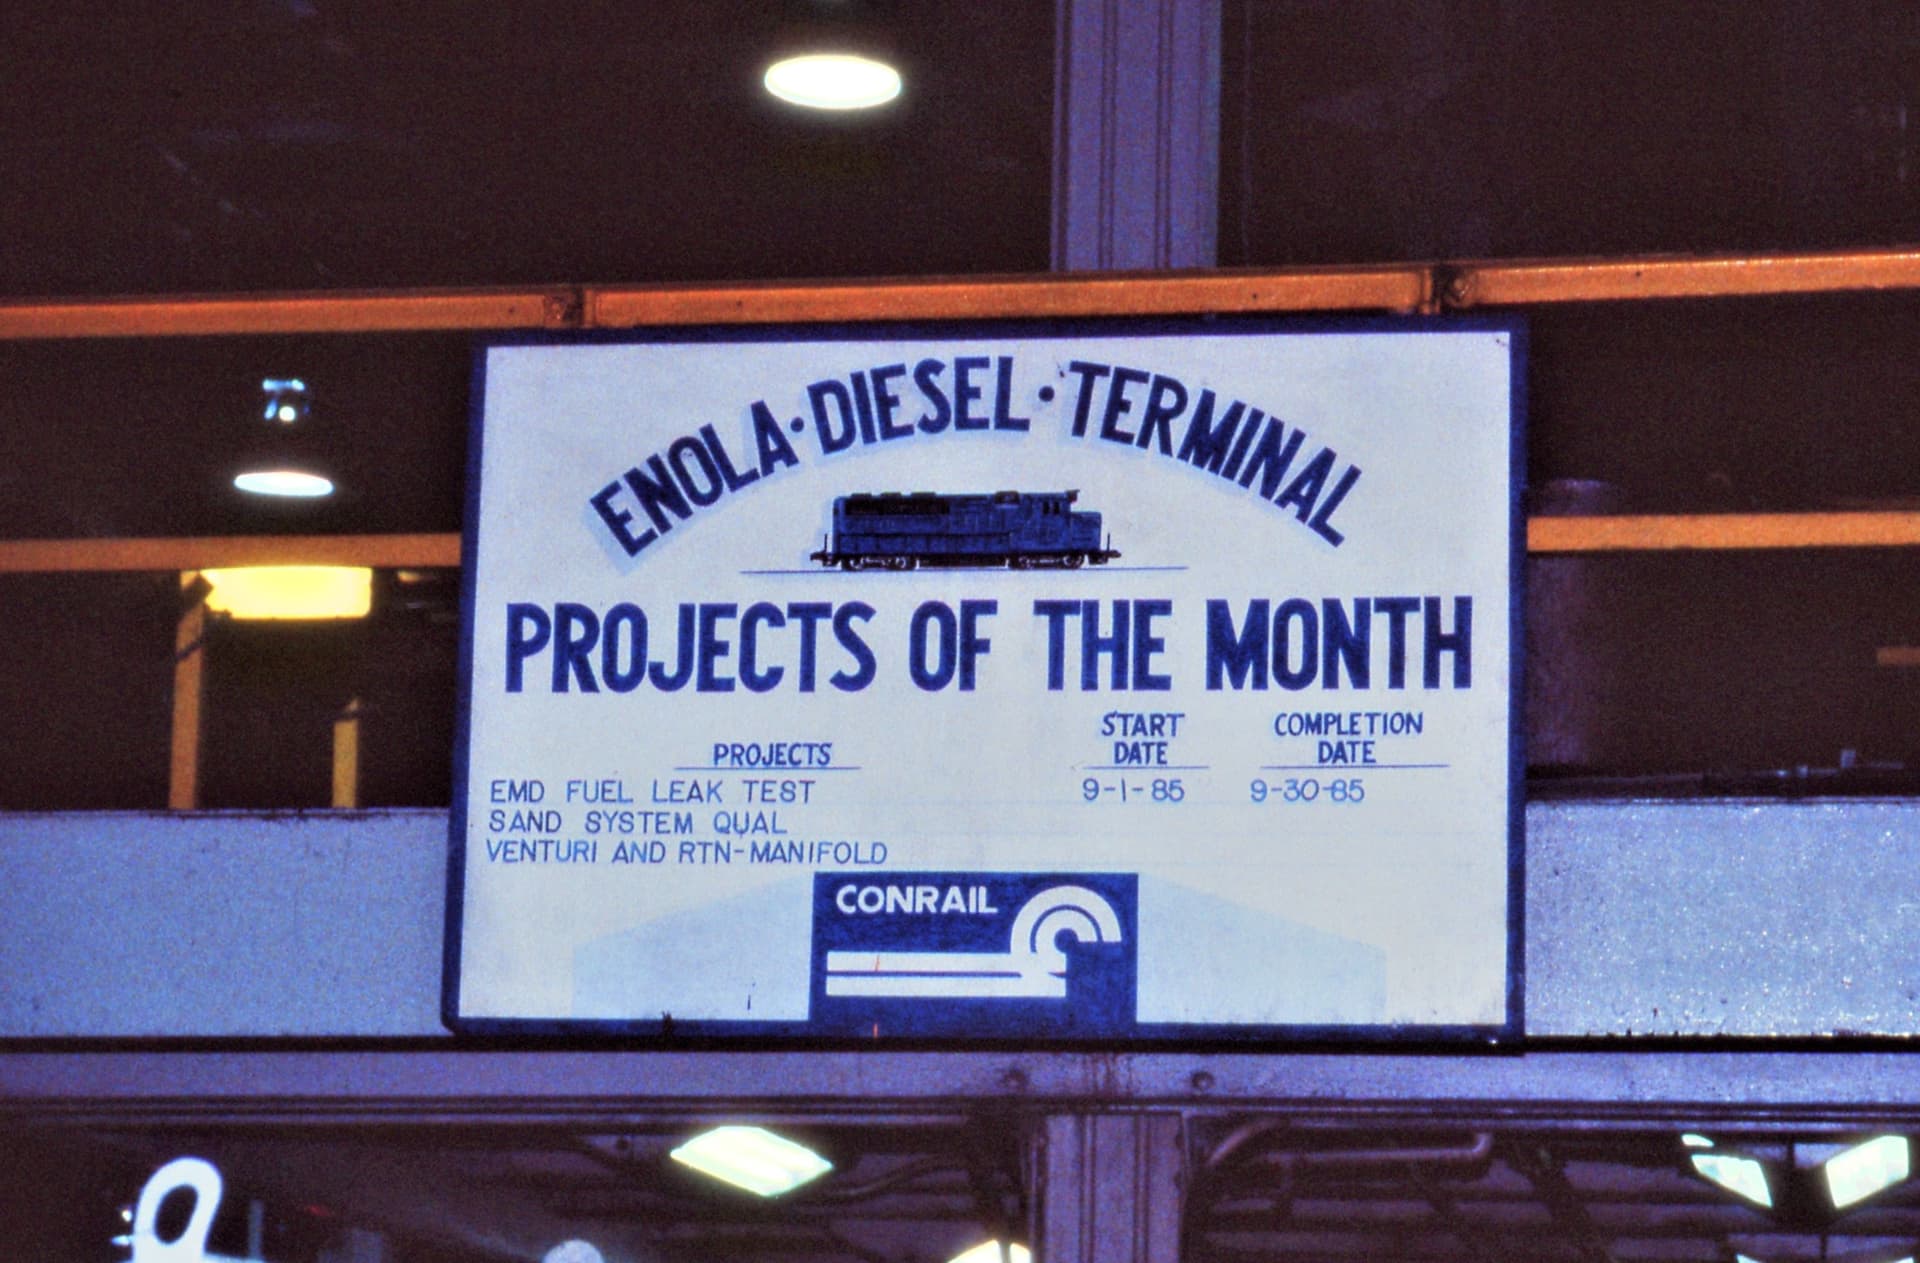 ENOLA·DIESEL·TERMINAL
PROJECTS OF THE MONTH
PROJECTS START DATE COMPLETION DATE
EMD FUEL LEAK TEST 9-1-85 9-30-85
SAND SYSTEM QUAL
VENTURI AND RTN-MANIFOLD
CONRAIL